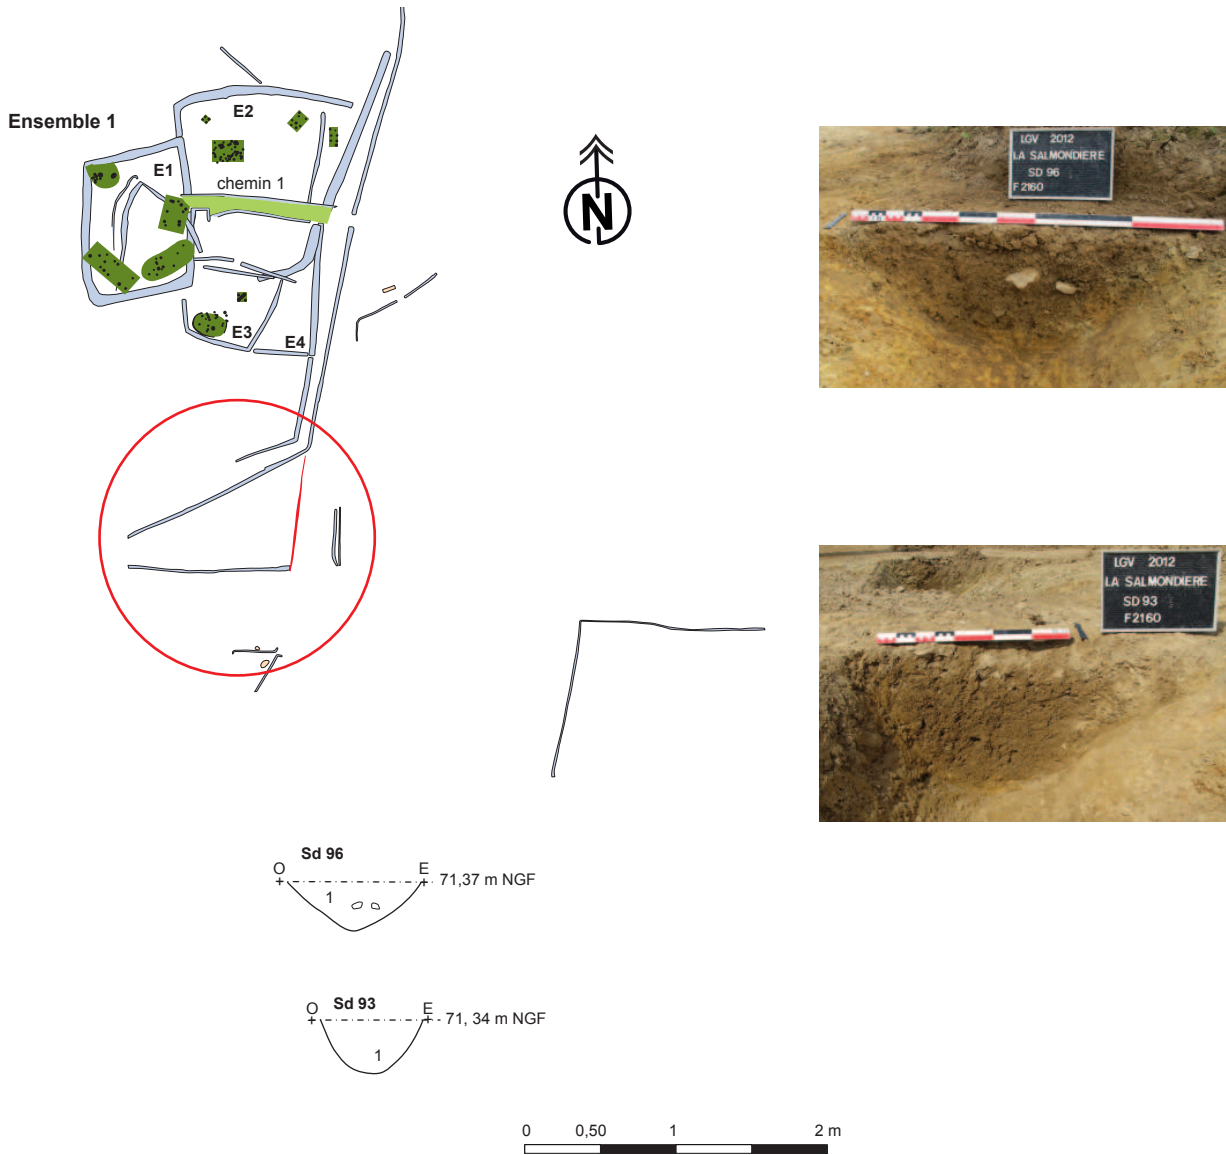 Ensemble 1
E2
E1
chemin 1
E3
E4
N
LGV 2012
LA SALMONDIERE
SD 96
F2160
LGV 2012
LA SALMONDIERE
SD 93
F2160
Sd 96
O E
71,37 m NGF
1
Sd 93
O E
71, 34 m NGF
1
0 0,50 1 2 m